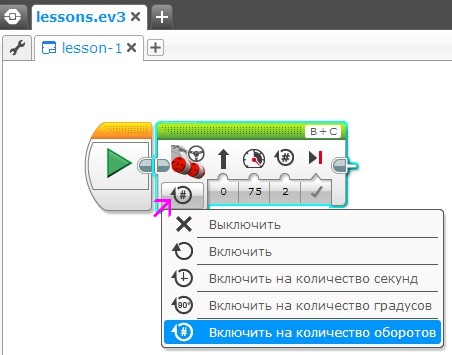 lessons.ev3
lesson-1
B + C
#
#
0 75 2
Выключить
Включить
Включить на количество секунд
90° Включить на количество градусов
# Включить на количество оборотов